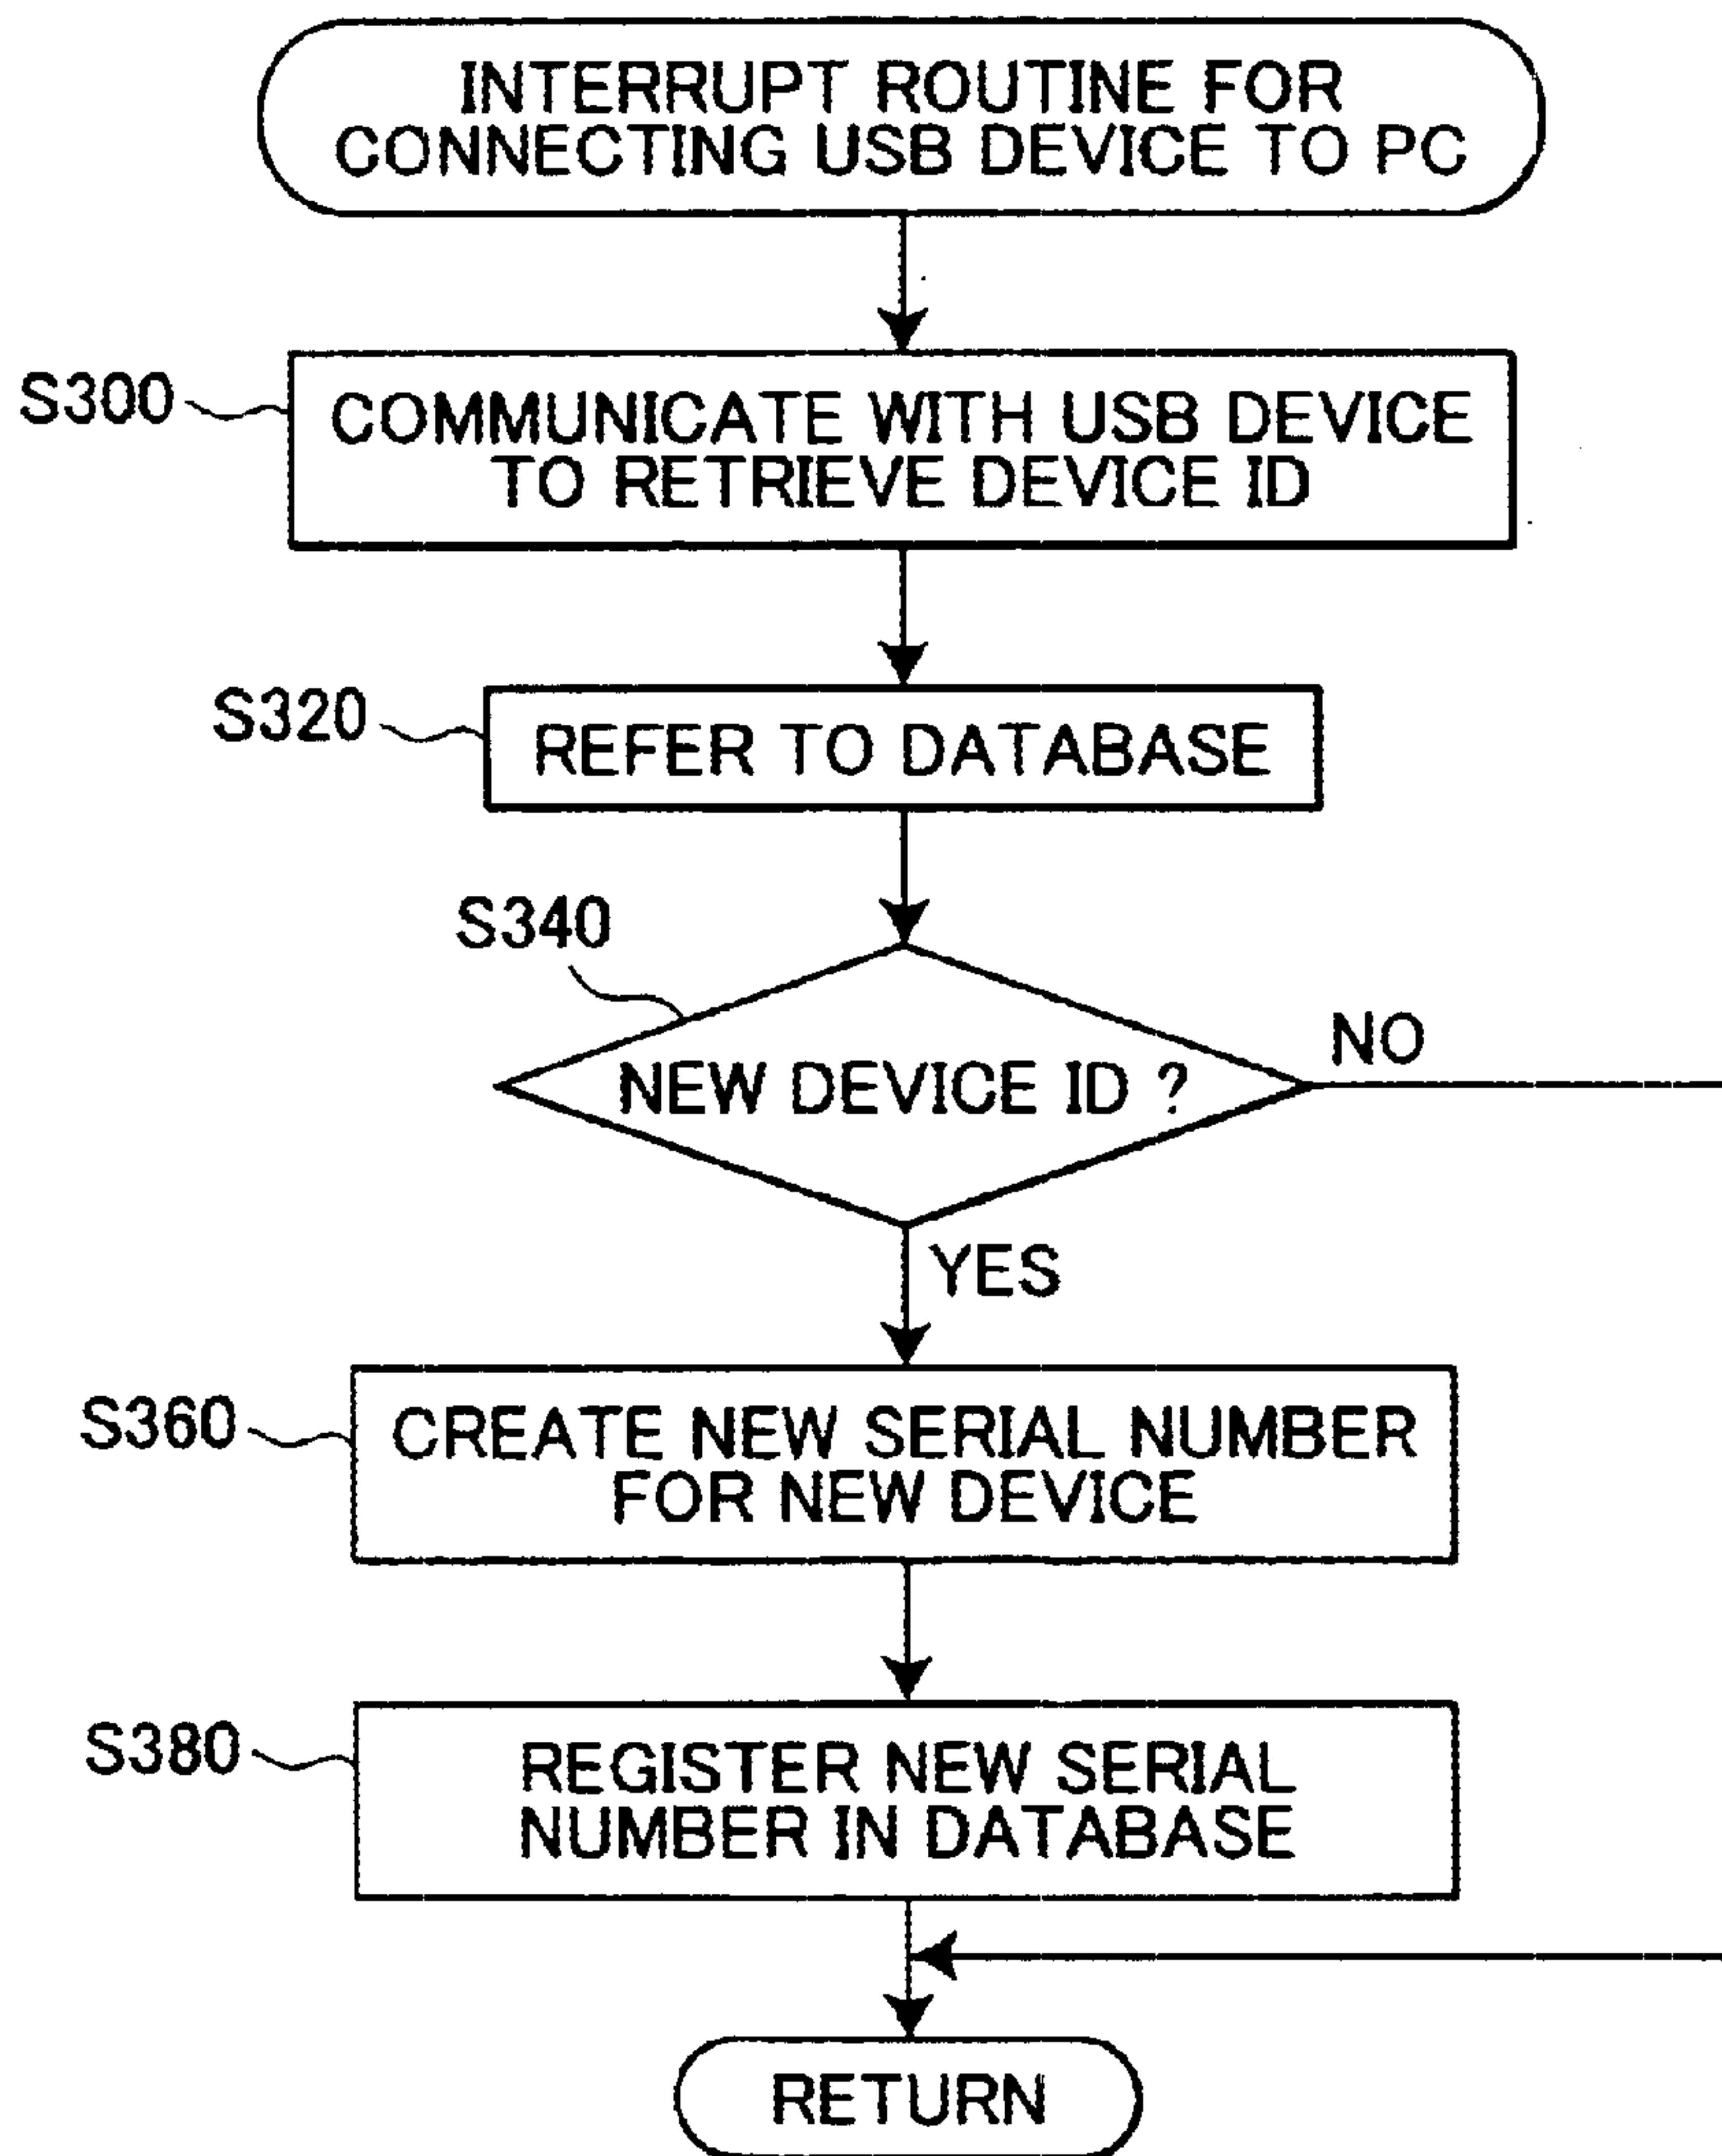 INTERRUPT ROUTINE FOR
CONNECTING USB DEVICE TO PC
S300
COMMUNICATE WITH USB DEVICE
TO RETRIEVE DEVICE ID
S320
REFER TO DATABASE
S340
NEW DEVICE ID ?
NO
YES
S360
CREATE NEW SERIAL NUMBER
FOR NEW DEVICE
S380
REGISTER NEW SERIAL
NUMBER IN DATABASE
RETURN